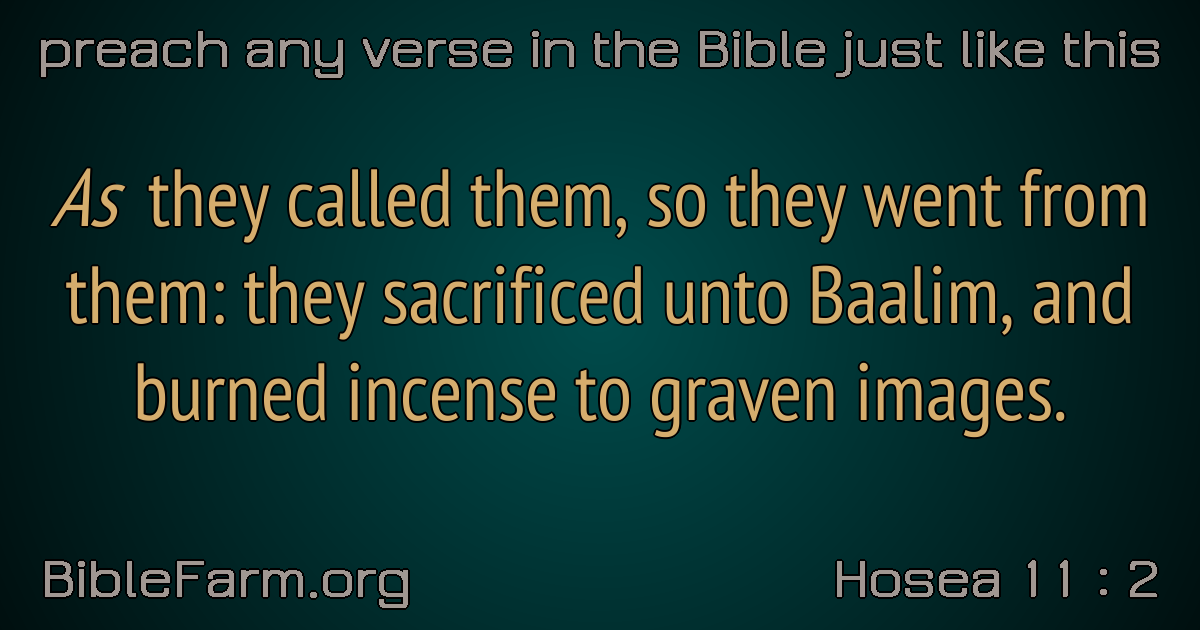 preach any verse in the Bible just like this
As they called them, so they went from
them: they sacrificed unto Baalim, and
burned incense to graven images.
BibleFarm.org
Hosea 11 : 2